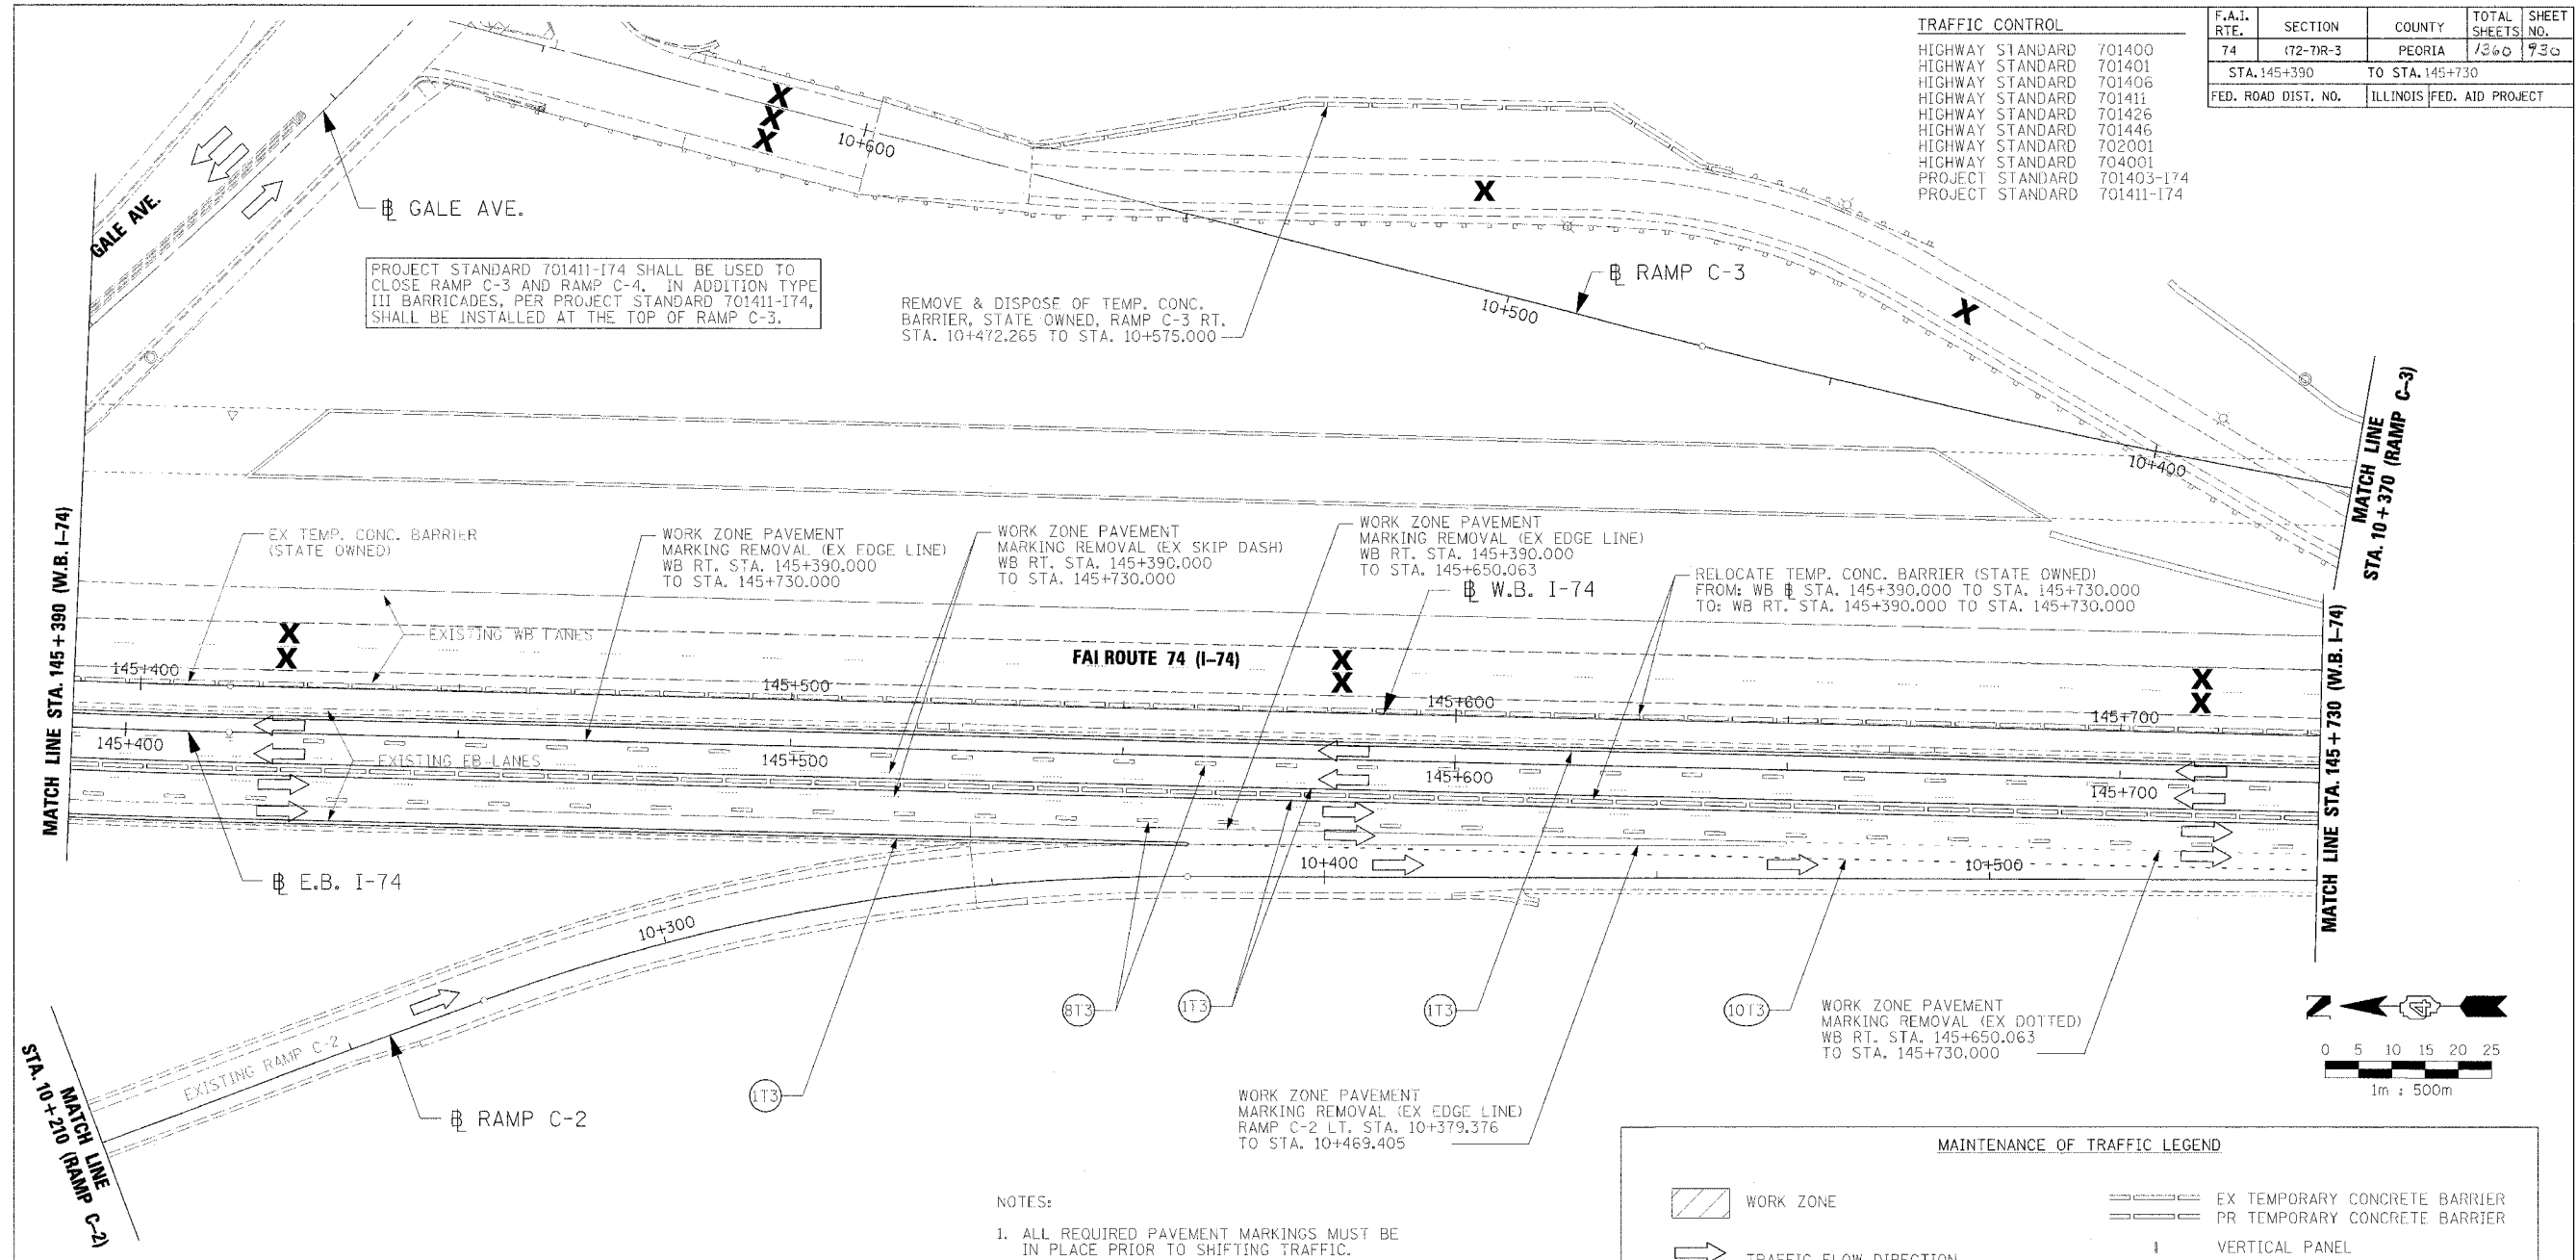 TRAFFIC CONTROL
HIGHWAY STANDARD 701400
HIGHWAY STANDARD 701401
HIGHWAY STANDARD 701406
HIGHWAY STANDARD 701411
HIGHWAY STANDARD 701426
HIGHWAY STANDARD 701446
HIGHWAY STANDARD 702001
HIGHWAY STANDARD 704001
PROJECT STANDARD 701403-I74
PROJECT STANDARD 701411-I74
F.A.I. RTE. SECTION COUNTY TOTAL SHEETS SHEET NO.
74 (72-7)R-3 PEORIA 1360 930
STA.145+390 TO STA.145+730
FED. ROAD DIST. NO. ILLINOIS FED. AID PROJECT
GALE AVE.
℄ GALE AVE.
10+600
PROJECT STANDARD 701411-I74 SHALL BE USED TO
CLOSE RAMP C-3 AND RAMP C-4. IN ADDITION TYPE
III BARRICADES, PER PROJECT STANDARD 701411-I74,
SHALL BE INSTALLED AT THE TOP OF RAMP C-3.
REMOVE & DISPOSE OF TEMP. CONC.
BARRIER, STATE OWNED, RAMP C-3 RT.
STA. 10+472.265 TO STA. 10+575.000
℄ RAMP C-3
10+500
10+400
MATCH LINE
STA. 10+370 (RAMP C-3)
MATCH LINE STA. 145+390 (W.B. I-74)
EX TEMP. CONC. BARRIER
(STATE OWNED)
WORK ZONE PAVEMENT
MARKING REMOVAL (EX EDGE LINE)
WB RT. STA. 145+390.000
TO STA. 145+730.000
WORK ZONE PAVEMENT
MARKING REMOVAL (EX SKIP DASH)
WB RT. STA. 145+390.000
TO STA. 145+730.000
WORK ZONE PAVEMENT
MARKING REMOVAL (EX EDGE LINE)
WB RT. STA. 145+390.000
TO STA. 145+650.063
℄ W.B. I-74
RELOCATE TEMP. CONC. BARRIER (STATE OWNED)
FROM: WB ℄ STA. 145+390.000 TO STA. 145+730.000
TO: WB RT. STA. 145+390.000 TO STA. 145+730.000
EXISTING WB LANES
FAI ROUTE 74 (I-74)
145+400
145+500
145+600
145+700
145+400
EXISTING EB LANES
145+500
145+600
145+700
MATCH LINE STA. 145+730 (W.B. I-74)
℄ E.B. I-74
10+400
10+500
10+300
8T3
1T3
1T3
10T3
WORK ZONE PAVEMENT
MARKING REMOVAL (EX DOTTED)
WB RT. STA. 145+650.063
TO STA. 145+730.000
EXISTING RAMP C-2
1T3
℄ RAMP C-2
MATCH LINE
STA. 10+210 (RAMP C-2)
WORK ZONE PAVEMENT
MARKING REMOVAL (EX EDGE LINE)
RAMP C-2 LT. STA. 10+379.376
TO STA. 10+469.405
Z
74
0 5 10 15 20 25
1m : 500m
NOTES:
1. ALL REQUIRED PAVEMENT MARKINGS MUST BE
IN PLACE PRIOR TO SHIFTING TRAFFIC.
MAINTENANCE OF TRAFFIC LEGEND
WORK ZONE
TRAFFIC FLOW DIRECTION
EX TEMPORARY CONCRETE BARRIER
PR TEMPORARY CONCRETE BARRIER
VERTICAL PANEL